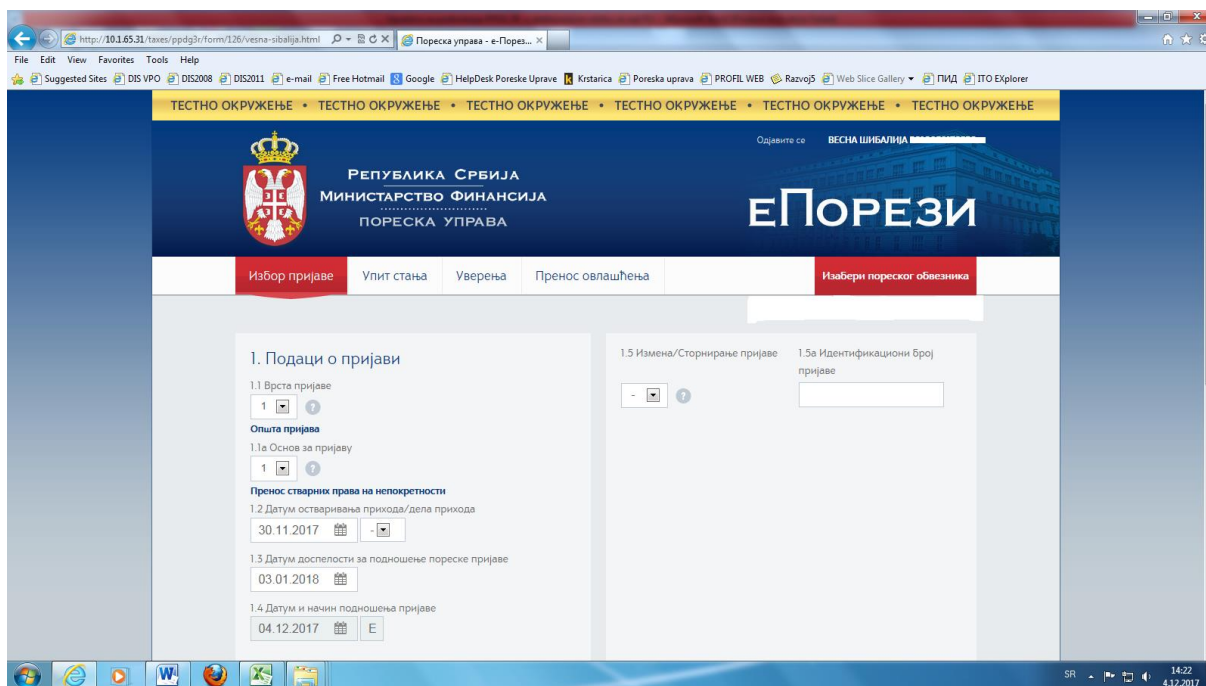 http://10.1.65.31/taxes/ppdg3r/form/126/vesna-sibalija.html
Пореска управа - е-Порез...
File Edit View Favorites Tools Help
Suggested Sites DIS VPO DIS2008 DIS2011 e-mail Free Hotmail Google HelpDesk Poreske Uprave Krstarica Poreska uprava PROFIL WEB Razvoj5 Web Slice Gallery ПИД ITO EXplorer
ТЕСТНО ОКРУЖЕЊЕ • ТЕСТНО ОКРУЖЕЊЕ • ТЕСТНО ОКРУЖЕЊЕ • ТЕСТНО ОКРУЖЕЊЕ • ТЕСТНО ОКРУЖЕЊЕ • ТЕСТНО ОКРУЖЕЊЕ
Одјавите се ВЕСНА ШИБАЛИЈА
Република Србија
Министарство Финансија
ПОРЕСКА УПРАВА
еПОРЕЗИ
Избор пријаве Упит стања Уверења Пренос овлашћења Изабери пореског обвезника
1. Подаци о пријави
1.1 Врста пријаве
1
Општа пријава
1.1а Основ за пријаву
1
Пренос стварних права на непокретности
1.2 Датум остваривања прихода/дела прихода
30.11.2017 -
1.3 Датум доспелости за подношење пореске пријаве
03.01.2018
1.4 Датум и начин подношења пријаве
04.12.2017 Е
1.5 Измена/Сторнирање пријаве
-
1.5а Идентификациони број
пријаве
SR 14:22
4.12.2017